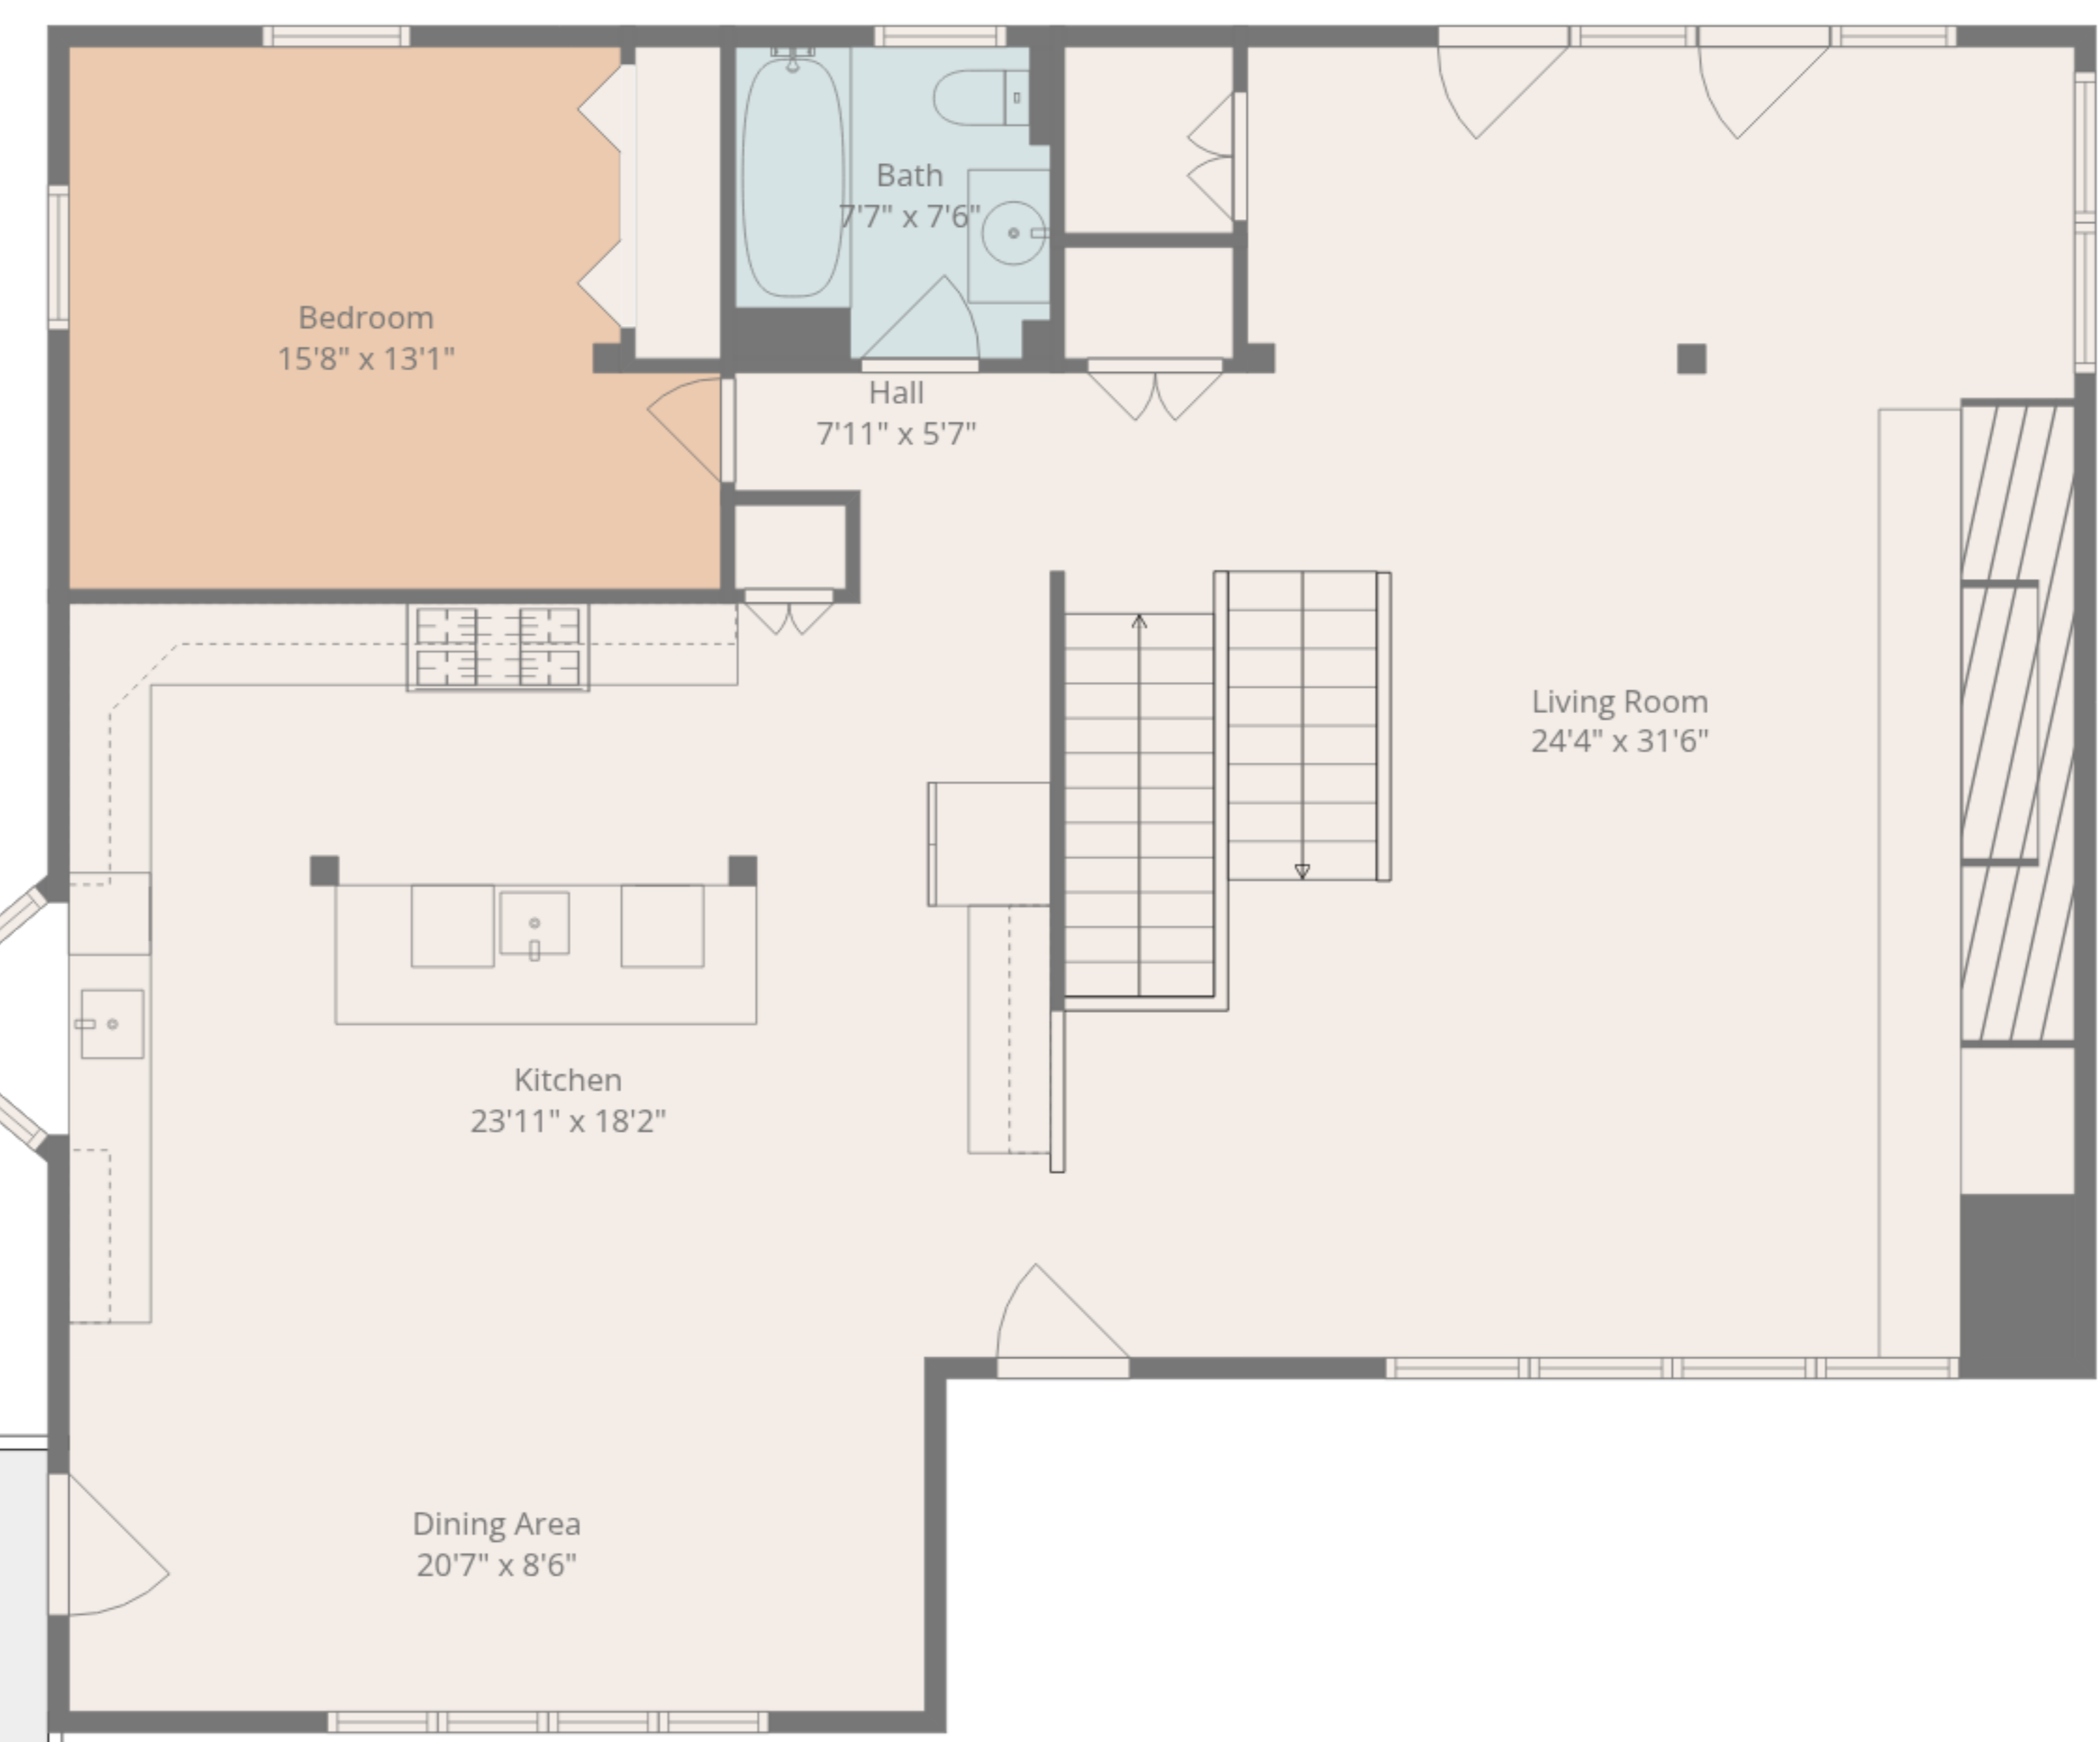 Bath
7'7" x 7'6"
Bedroom
15'8" x 13'1"
Hall
7'11" x 5'7"
Living Room
24'4" x 31'6"
Kitchen
23'11" x 18'2"
Dining Area
20'7" x 8'6"